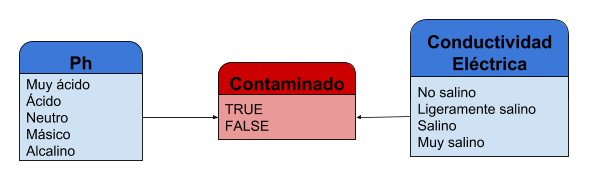 Ph
Muy ácido
Ácido
Neutro
Másico
Alcalino
Contaminado
TRUE
FALSE
Conductividad
Eléctrica
No salino
Ligeramente salino
Salino
Muy salino